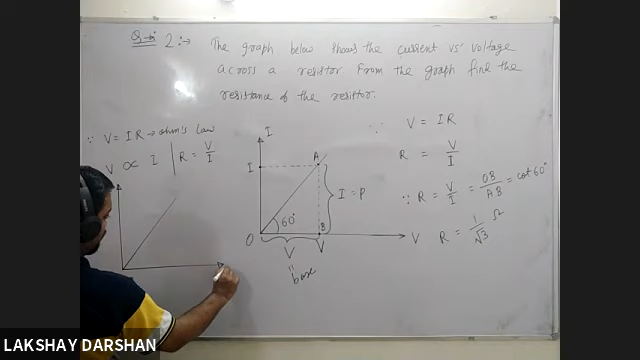 Qn 2 :→ The graph below shows the current vs voltage
across a resistor from the graph find the
resistance of the resistor.
∵ V = IR → ohm's law
V ∝ I | R = V/I
I
I
A
60°
I = P
O
B
V
V
V
"
base
∵ V = IR
R = V/I
∵ R = V/I = OB/AB = cot 60°
R = 1/√3 Ω
LAKSHAY DARSHAN